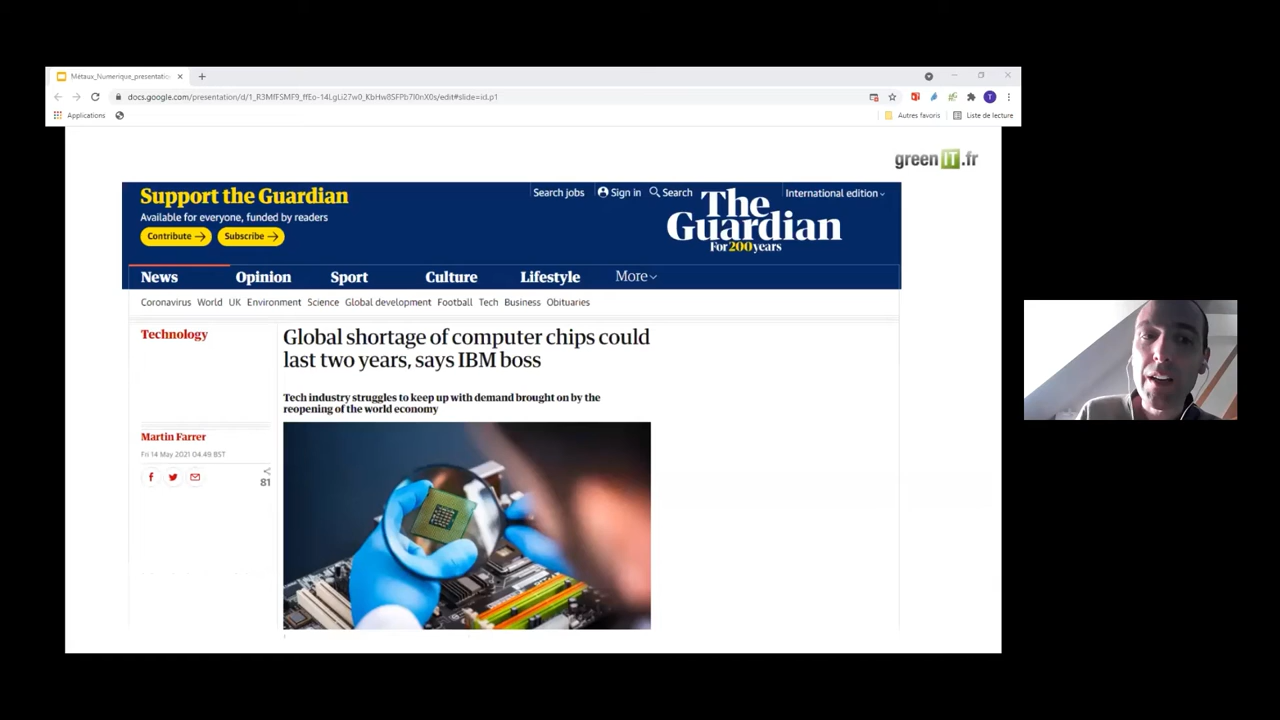 Métaux_Numerique_presentatio
Applications
Autres favoris
Liste de lecture
T
greenIT.fr
Support the Guardian
Available for everyone, funded by readers
Contribute
Subscribe
Search jobs
Sign in
Search
International edition
The
Guardian
For 200 years
News
Opinion
Sport
Culture
Lifestyle
More
Coronavirus World UK Environment Science Global development Football Tech Business Obituaries
Technology
Global shortage of computer chips could
last two years, says IBM boss
Tech industry struggles to keep up with demand brought on by the
reopening of the world economy
Martin Farrer
Fri 14 May 2021 04.49 BST
81